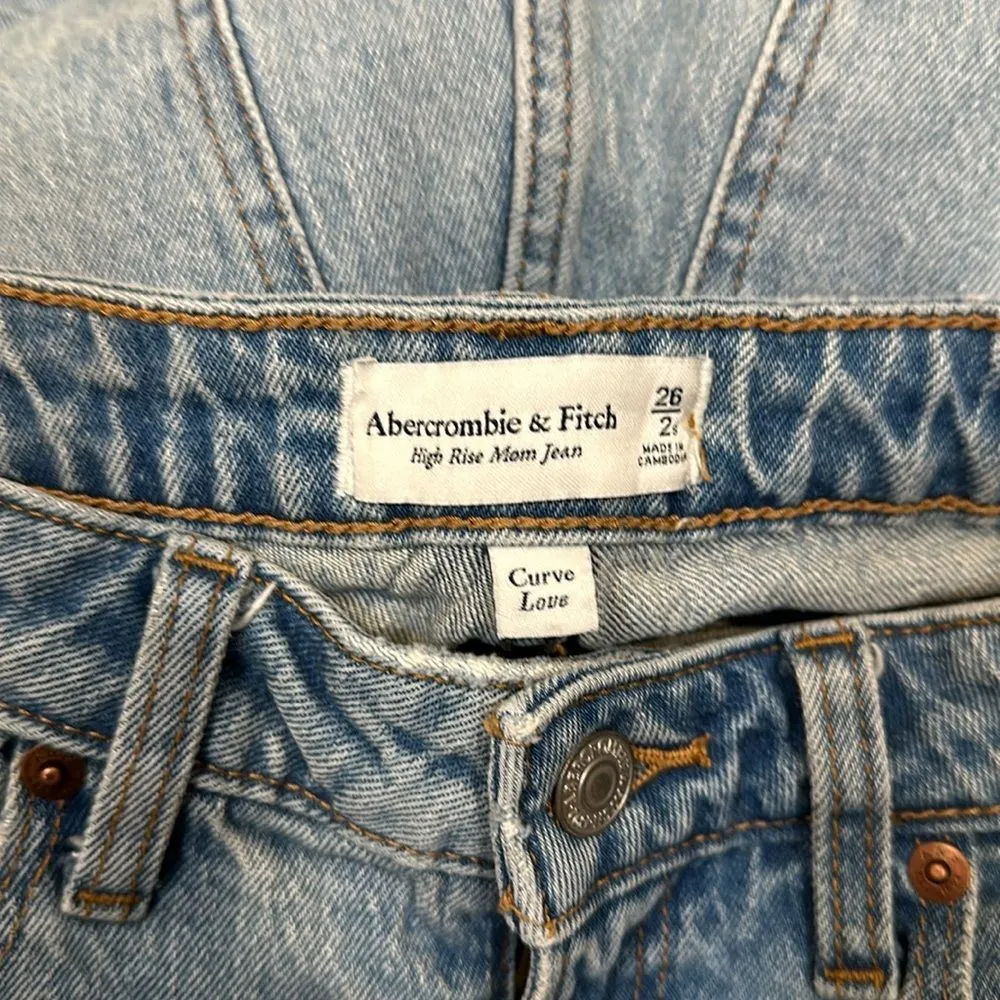 Abercrombie & Fitch
High Rise Mom Jean
26
2s
MADE IN
CAMBODIA
Curve
Love